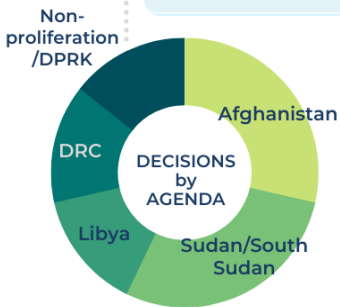 Non-
proliferation
/DPRK
Afghanistan
DRC
DECISIONS
by
AGENDA
Libya
Sudan/South
Sudan